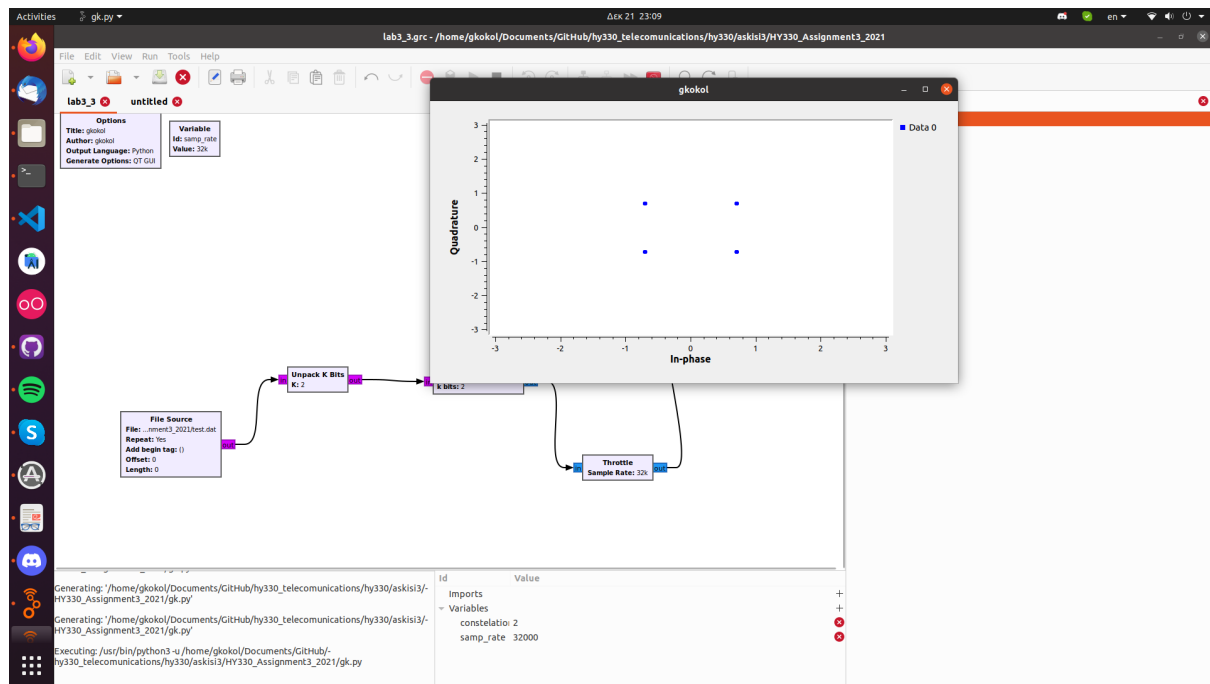 Activities
gk.py
Δεκ 21 23:09
en
lab3_3.grc - /home/gkokol/Documents/GitHub/hy330_telecomunications/hy330/askisi3/HY330_Assignment3_2021
File Edit View Run Tools Help
lab3_3
untitled
Options
Title: gkokol
Author: gkokol
Output Language: Python
Generate Options: QT GUI
Variable
Id: samp_rate
Value: 32k
gkokol
Data 0
3
2
1
0
-1
-2
-3
Quadrature
-3 -2 -1 0 1 2 3
In-phase
in
Unpack K Bits
K: 2
out
k bits: 2
File Source
File: ...nment3_2021/test.dat
Repeat: Yes
Add begin tag: ()
Offset: 0
Length: 0
out
in
Throttle
Sample Rate: 32k
out
Generating: '/home/gkokol/Documents/GitHub/hy330_telecomunications/hy330/askisi3/-
HY330_Assignment3_2021/gk.py'
Generating: '/home/gkokol/Documents/GitHub/hy330_telecomunications/hy330/askisi3/-
HY330_Assignment3_2021/gk.py'
Executing: /usr/bin/python3 -u /home/gkokol/Documents/GitHub/-
hy330_telecomunications/hy330/askisi3/HY330_Assignment3_2021/gk.py
Id Value
Imports
Variables
constelatio 2
samp_rate 32000